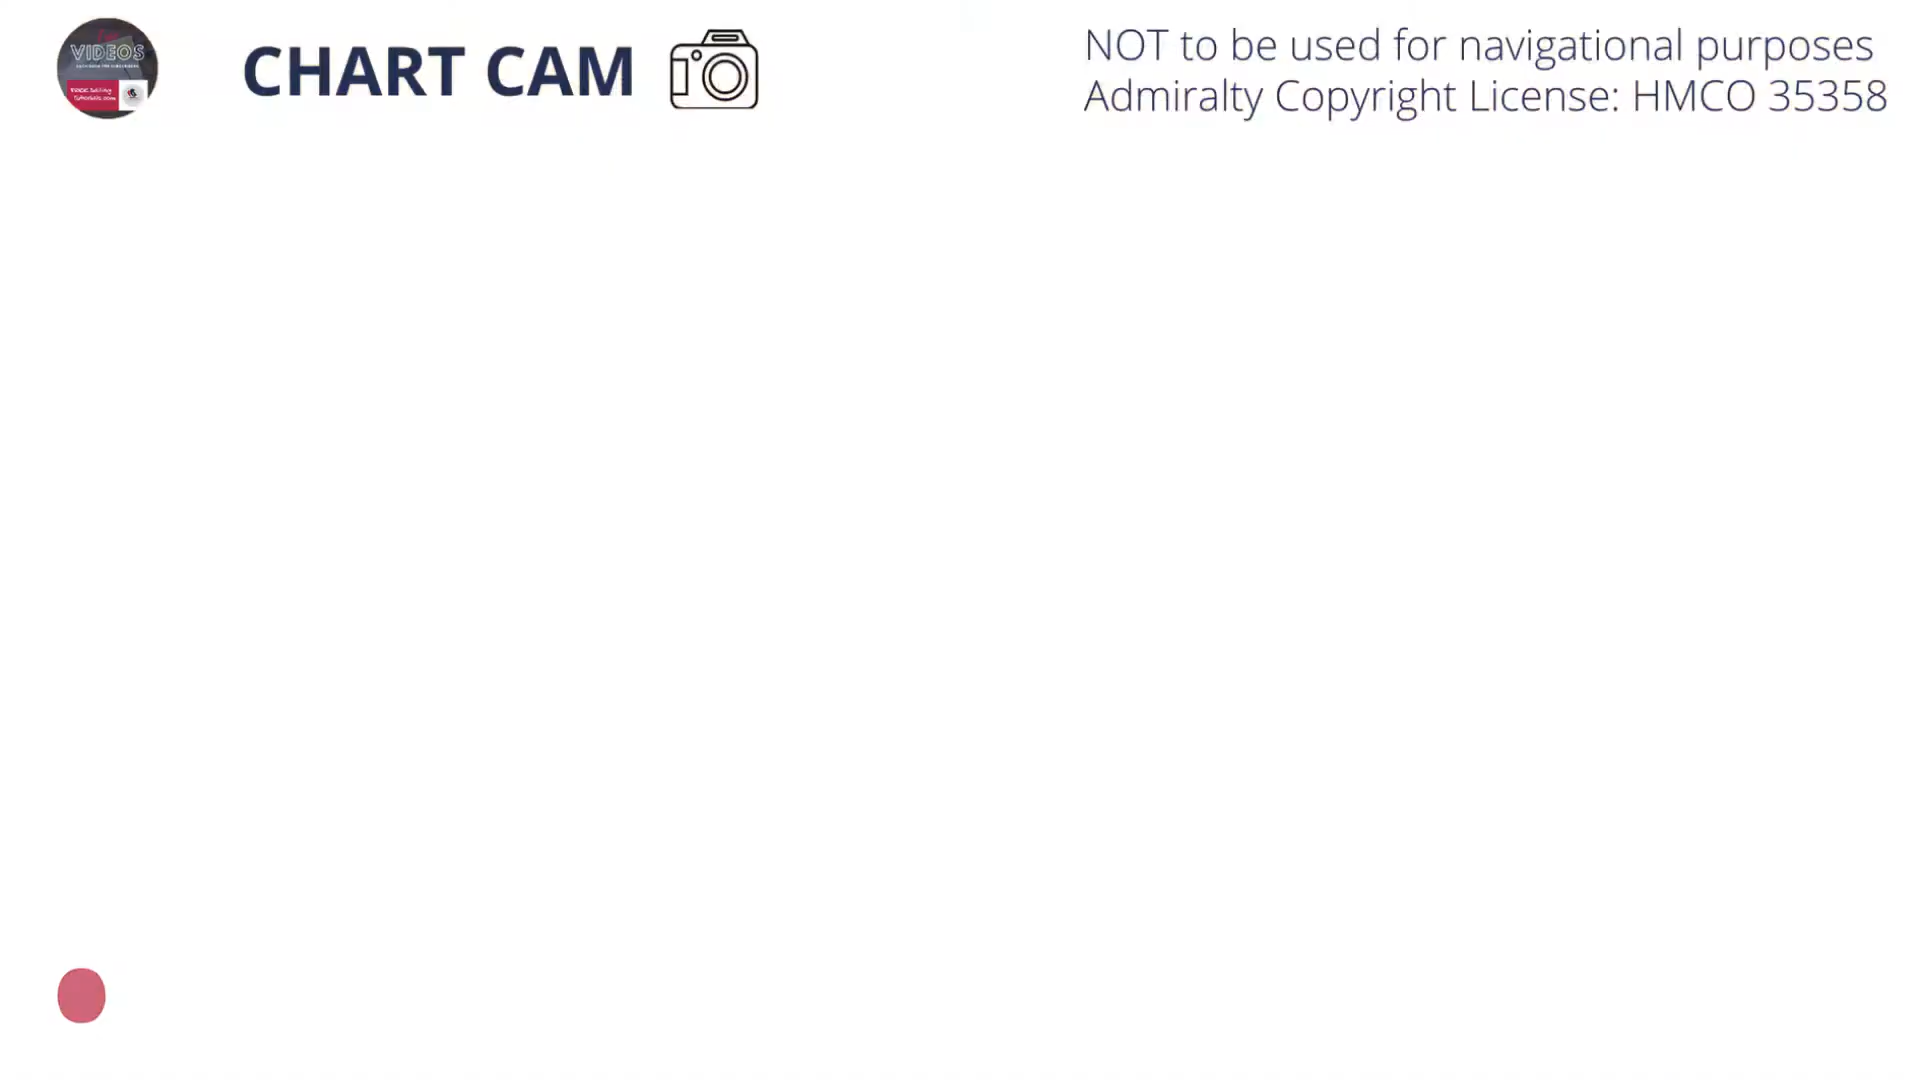 VIDEOS
CHART CAM
NOT to be used for navigational purposes
Admiralty Copyright License: HMCO 35358